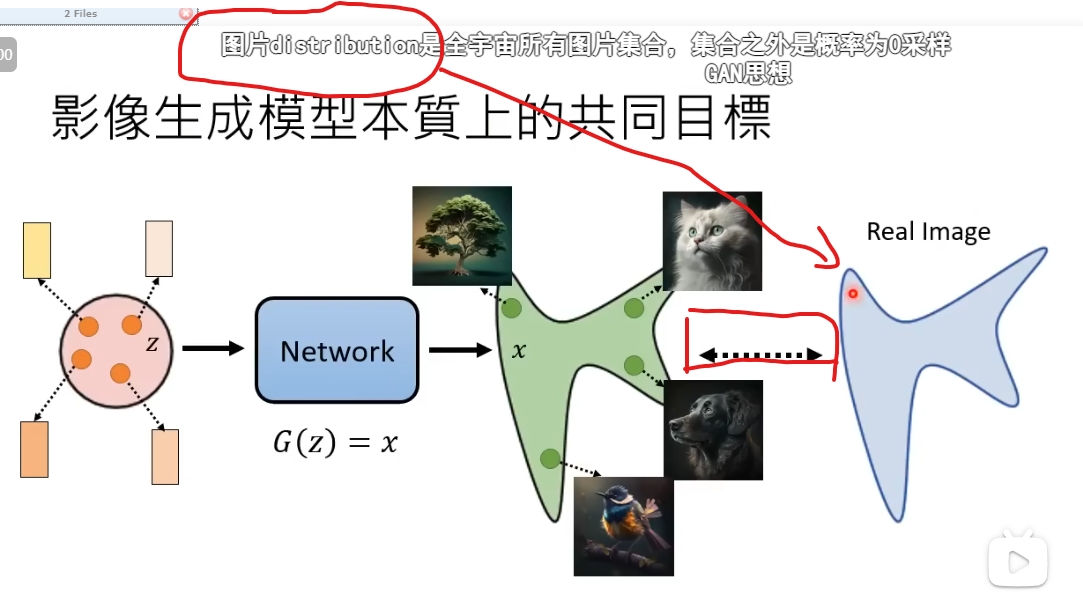 2 Files
00
图片distribution是全宇宙所有图片集合，集合之外是概率为0采样
GAN思想
影像生成模型本質上的共同目標
Real Image
z
Network
x
G(z) = x